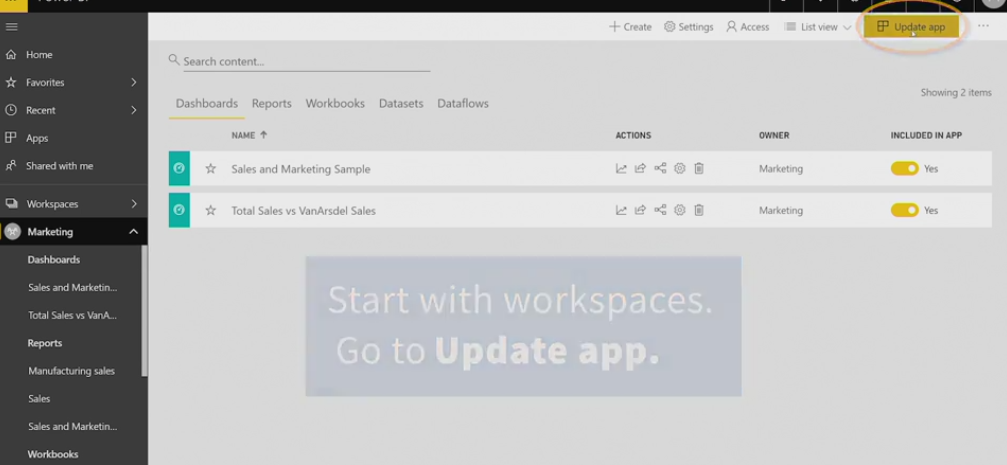 Power BI
+ Create Settings Access List view Update app ...
Home
Favorites
Recent
Apps
Shared with me
Workspaces
Marketing
Dashboards
Sales and Marketin...
Total Sales vs VanA...
Reports
Manufacturing sales
Sales
Sales and Marketin...
Workbooks
Search content...
Showing 2 items
Dashboards Reports Workbooks Datasets Dataflows
NAME ACTIONS OWNER INCLUDED IN APP
Sales and Marketing Sample Marketing Yes
Total Sales vs VanArsdel Sales Marketing Yes
Start with workspaces.
Go to Update app.